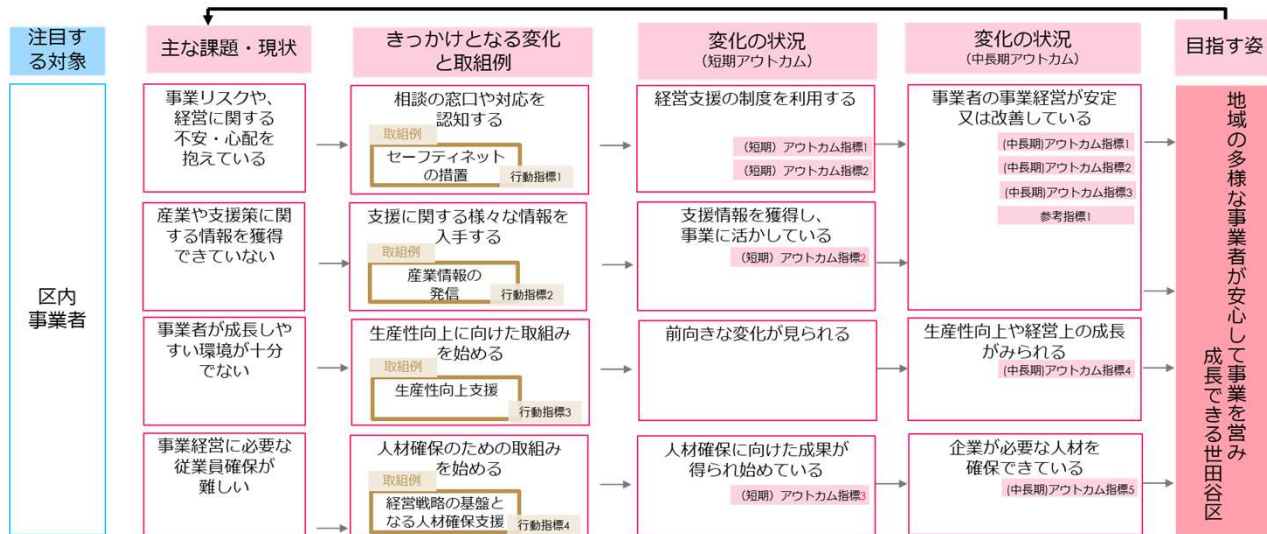 注目す
る対象
主な課題・現状
きっかけとなる変化
と取組例
変化の状況
(短期アウトカム)
変化の状況
(中長期アウトカム)
目指す姿
区内
事業者
事業リスクや、
経営に関する
不安・心配を
抱えている
相談の窓口や対応を
認知する
取組例
セーフティネット
の措置
行動指標1
経営支援の制度を利用する
(短期) アウトカム指標1
(短期) アウトカム指標2
事業者の事業経営が安定
又は改善している
(中長期)アウトカム指標1
(中長期)アウトカム指標2
(中長期)アウトカム指標3
参考指標1
産業や支援策に関
する情報を獲得
できていない
支援に関する様々な情報を
入手する
取組例
産業情報の
発信
行動指標2
支援情報を獲得し、
事業に活かしている
(短期) アウトカム指標2
事業者が成長しや
すい環境が十分
でない
生産性向上に向けた取組み
を始める
取組例
生産性向上支援
行動指標3
前向きな変化が見られる
生産性向上や経営上の成長
がみられる
(中長期)アウトカム指標4
事業経営に必要な
従業員確保が
難しい
人材確保のための取組み
を始める
取組例
経営戦略の基盤と
なる人材確保支援
行動指標4
人材確保に向けた成果が
得られ始めている
(短期) アウトカム指標3
企業が必要な人材を
確保できている
(中長期)アウトカム指標5
地域の多様な事業者が安心して事業を営み
成長できる世田谷区